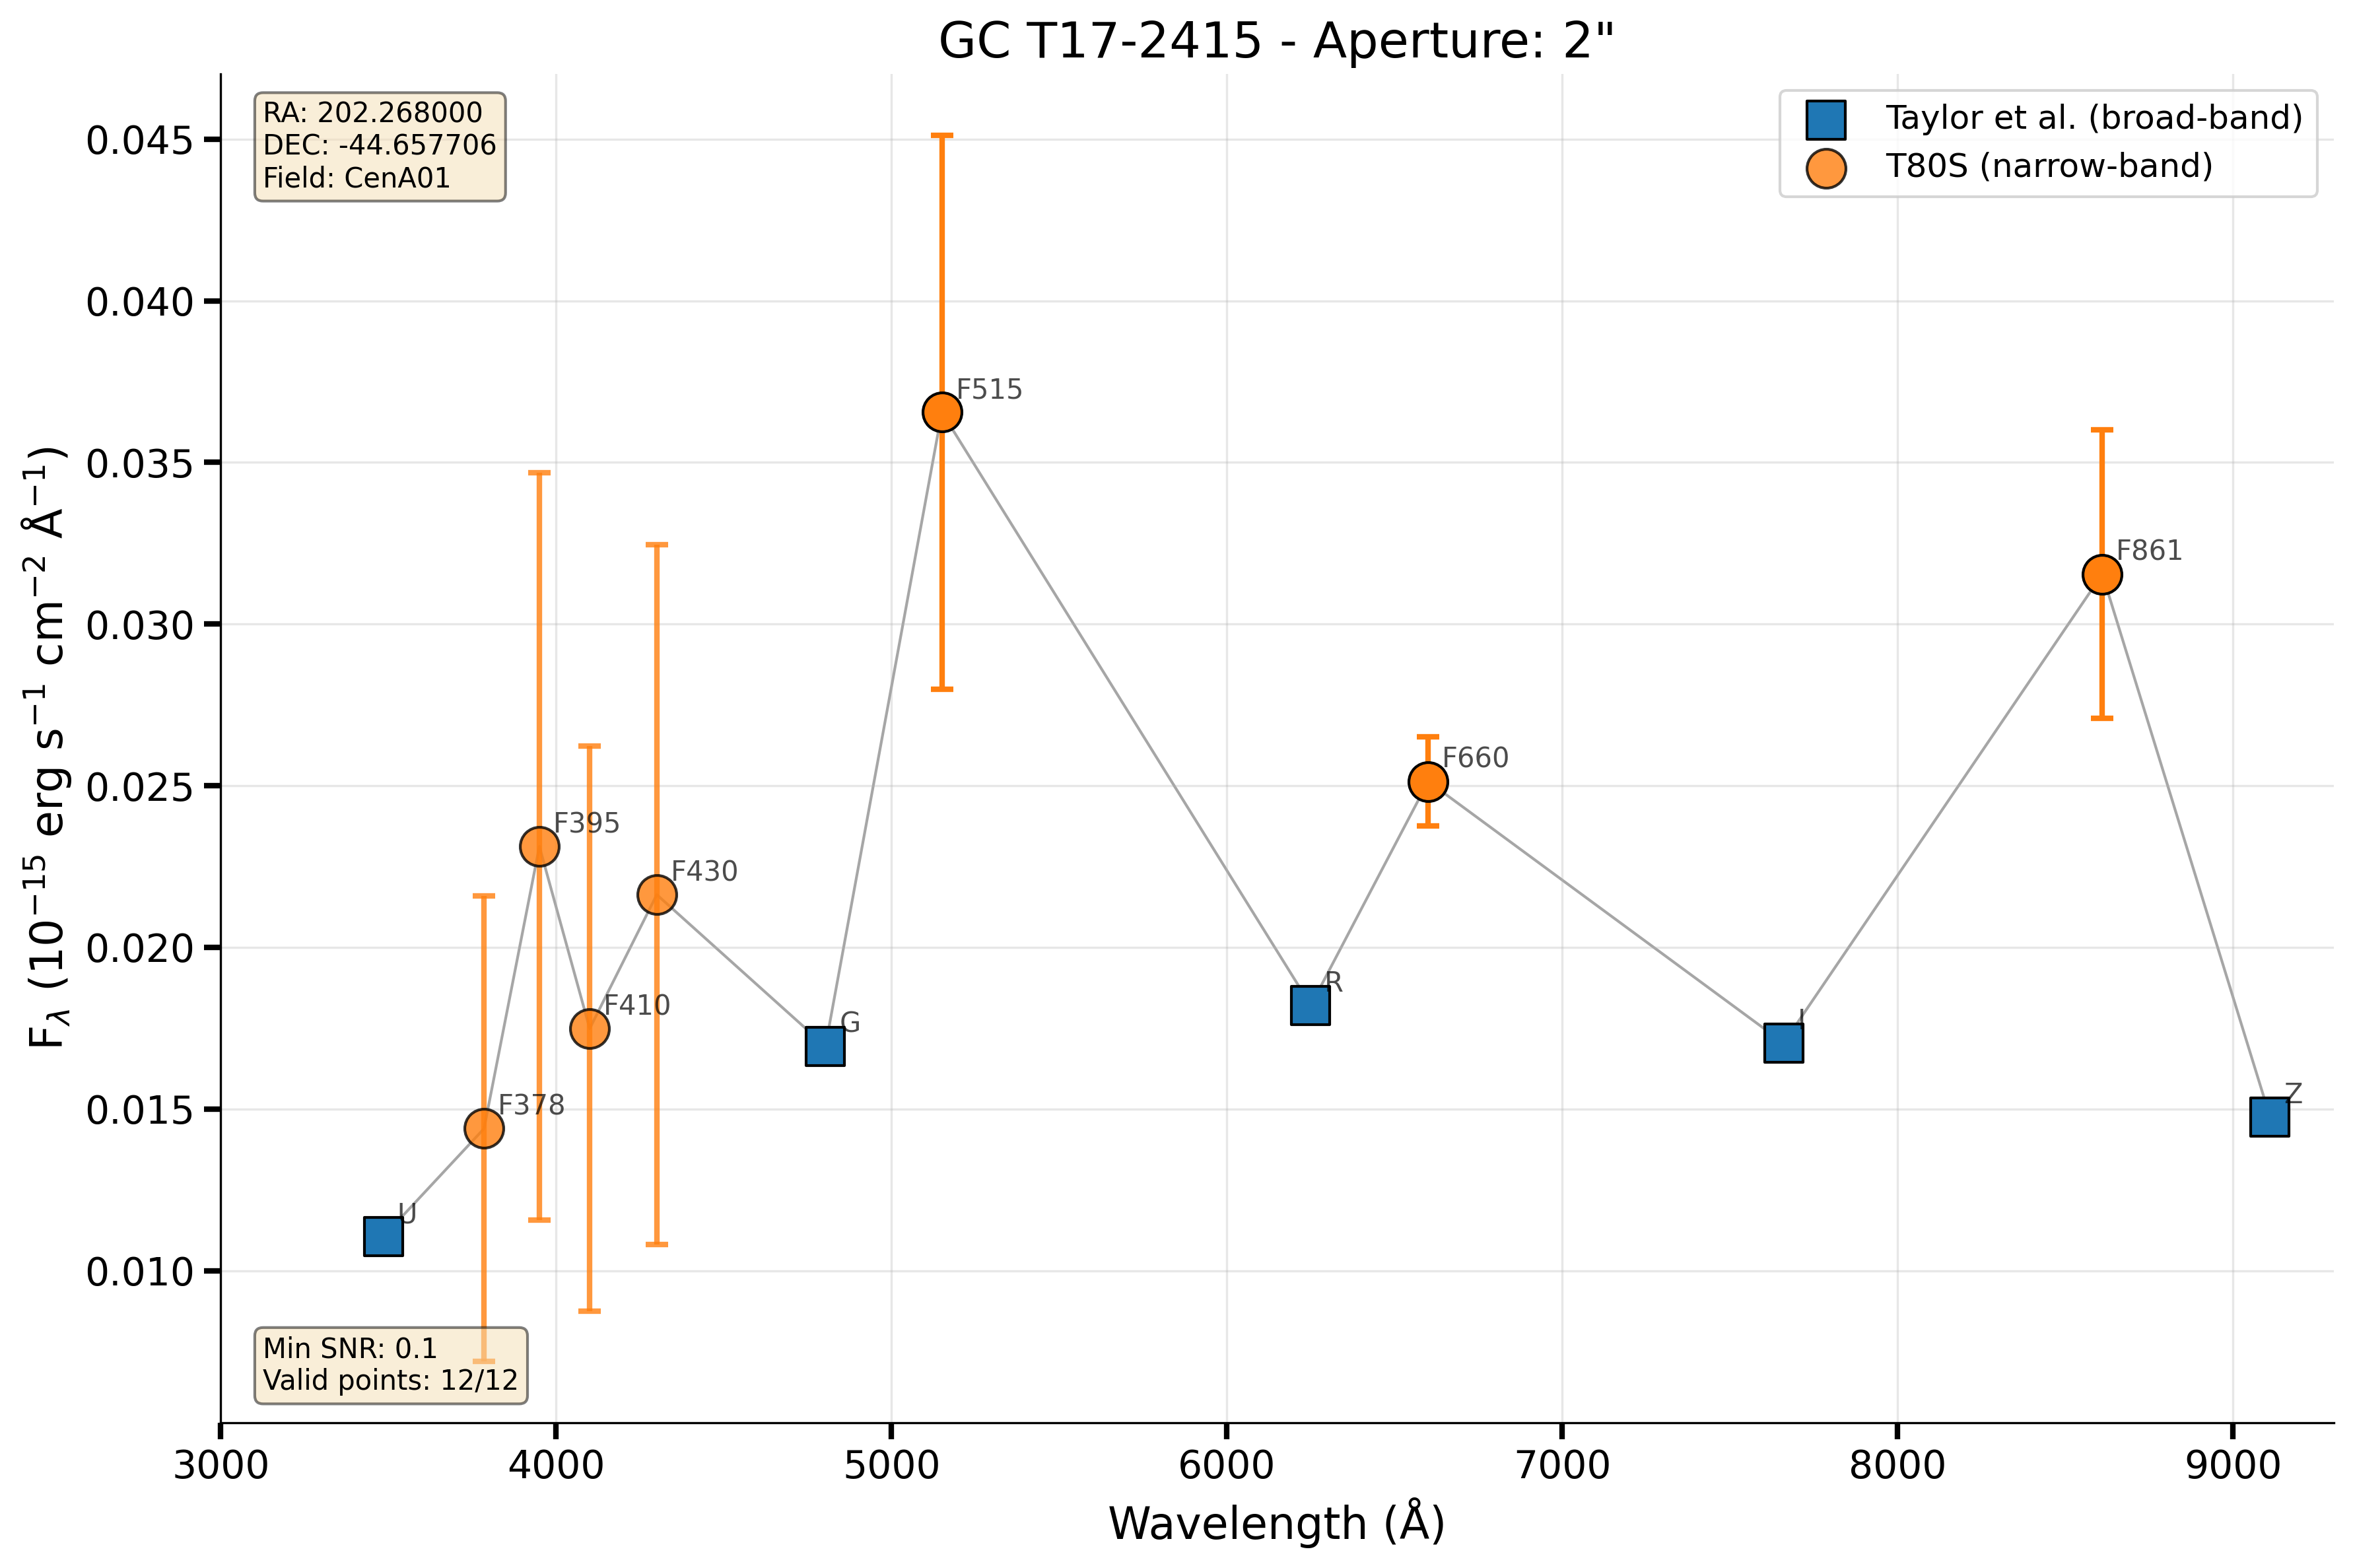 GC T17-2415 - Aperture: 2"
RA: 202.268000
DEC: -44.657706
Field: CenA01
Taylor et al. (broad-band)
T80S (narrow-band)
0.045
0.040
0.035
0.030
0.025
0.020
0.015
0.010
F_λ (10⁻¹⁵ erg s⁻¹ cm⁻² Å⁻¹)
F515
F861
F660
F395
F430
F410
R
G
I
F378
Z
U
Min SNR: 0.1
Valid points: 12/12
3000 4000 5000 6000 7000 8000 9000
Wavelength (Å)